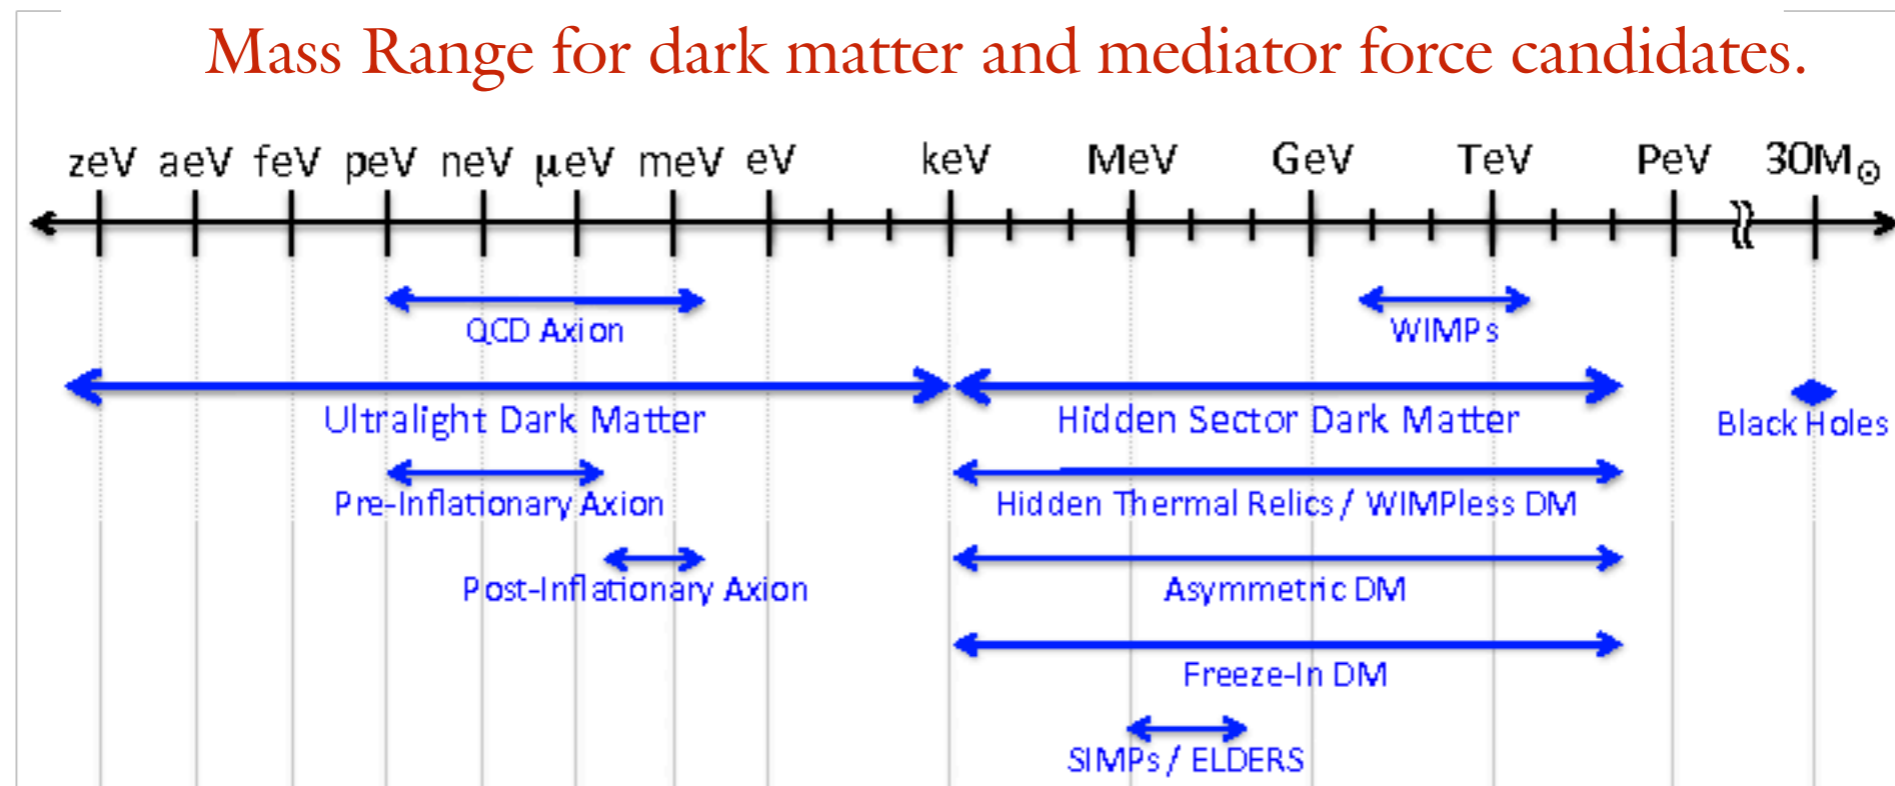 Mass Range for dark matter and mediator force candidates.
zeV aeV feV peV neV μeV meV eV keV MeV GeV TeV PeV 30M☉
QCD Axion WIMPs
Ultralight Dark Matter Hidden Sector Dark Matter Black Holes
Pre-Inflationary Axion Hidden Thermal Relics / WIMPless DM
Post-Inflationary Axion Asymmetric DM
Freeze-In DM
SIMPs / ELDERS